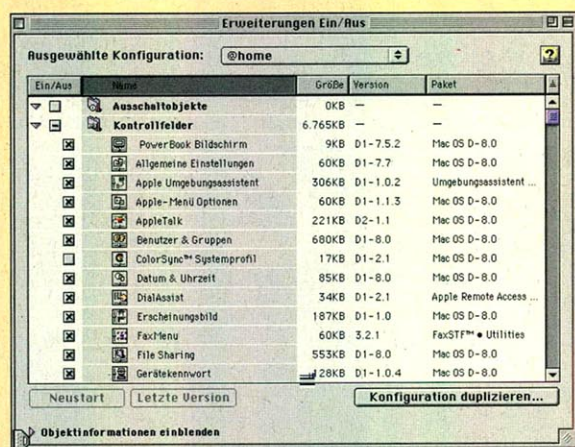 Erweiterungen Ein/Aus
Ausgewählte Konfiguration: @home
Ein/Aus Name Größe Version Paket
Ausschaltobjekte 0KB – –
Kontrollfelder 6.765KB – –
PowerBook Bildschirm 9KB D1-7.5.2 Mac OS D-8.0
Allgemeine Einstellungen 60KB D1-7.7 Mac OS D-8.0
Apple Umgebungsassistent 306KB D1-1.0.2 Umgebungsassistent ...
Apple-Menü Optionen 60KB D1-1.1.3 Mac OS D-8.0
AppleTalk 221KB D2-1.1 Mac OS D-8.0
Benutzer & Gruppen 680KB D1-8.0 Mac OS D-8.0
ColorSync™ Systemprofil 17KB D1-2.1 Mac OS D-8.0
Datum & Uhrzeit 85KB D1-8.0 Mac OS D-8.0
DialAssist 34KB D1-2.1 Apple Remote Access ...
Erscheinungsbild 187KB D1-1.0 Mac OS D-8.0
FaxMenu 60KB 3.2.1 FaxSTF™ • Utilities
File Sharing 553KB D1-8.0 Mac OS D-8.0
Gerätekennwort 128KB D1-1.0.4 Mac OS D-8.0
Neustart Letzte Version Konfiguration duplizieren...
Objektinformationen einblenden